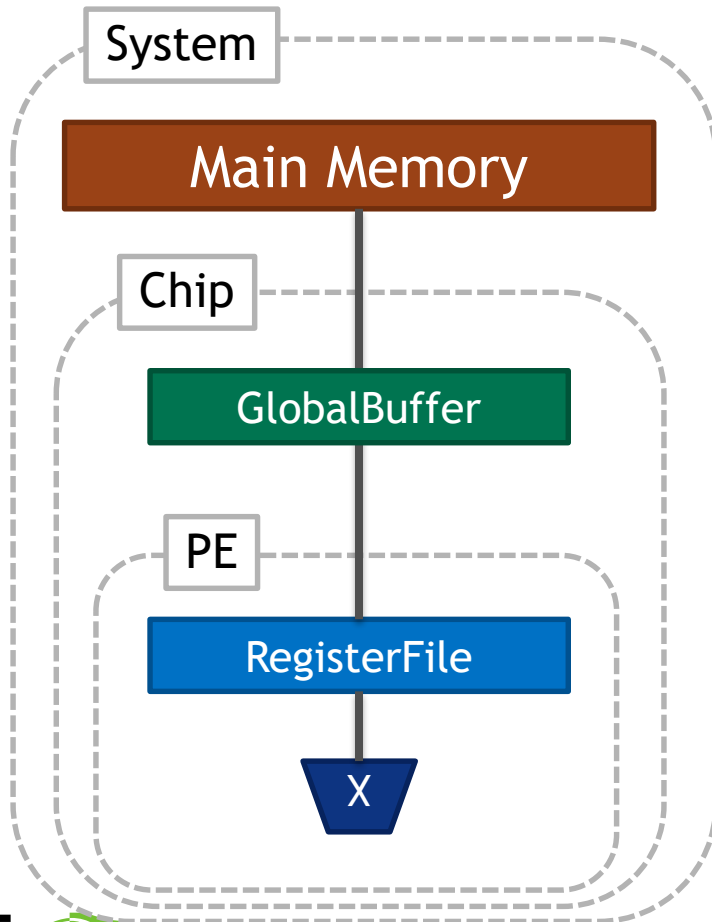 System
Main Memory
Chip
GlobalBuffer
PE
RegisterFile
X